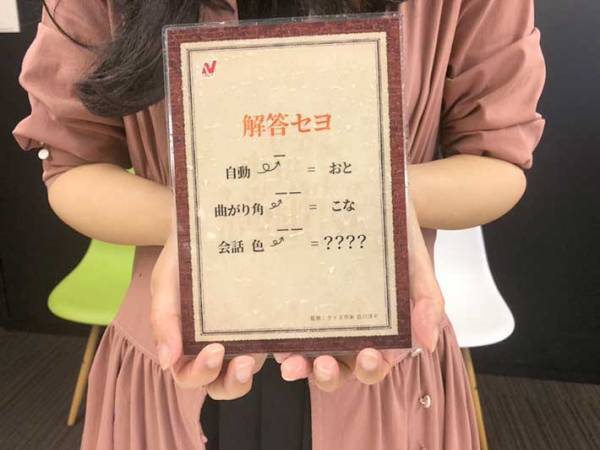 解答セヨ
自動 = おと
曲がり角 = こな
会話 色 = ????